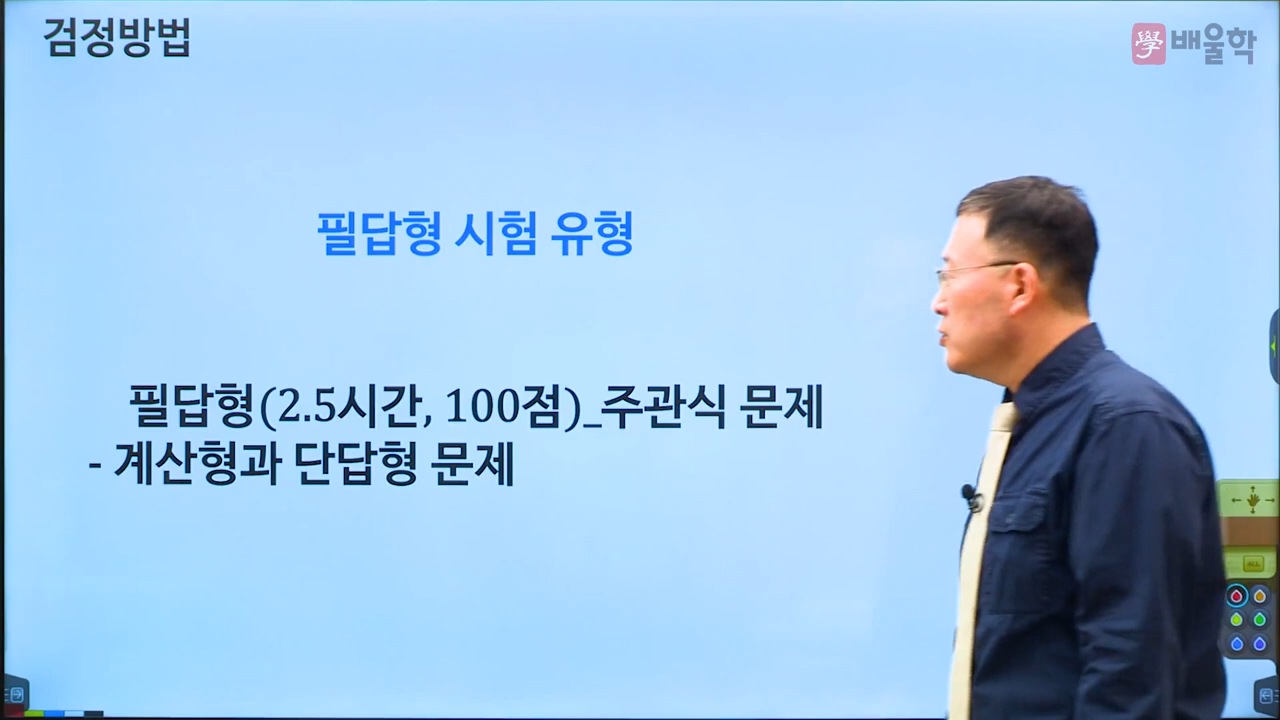 검정방법
學 배울학
필답형 시험 유형
필답형(2.5시간, 100점)_주관식 문제
- 계산형과 단답형 문제
ALL